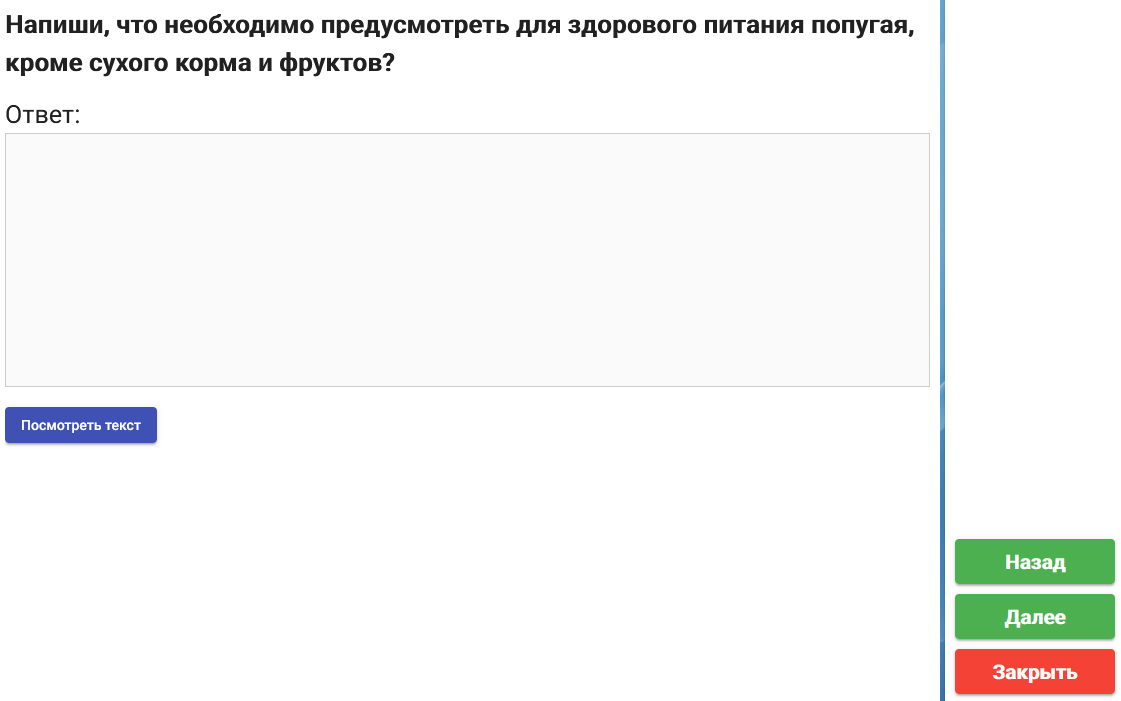 Напиши, что необходимо предусмотреть для здорового питания попугая,
кроме сухого корма и фруктов?
Ответ:
Посмотреть текст
Назад
Далее
Закрыть